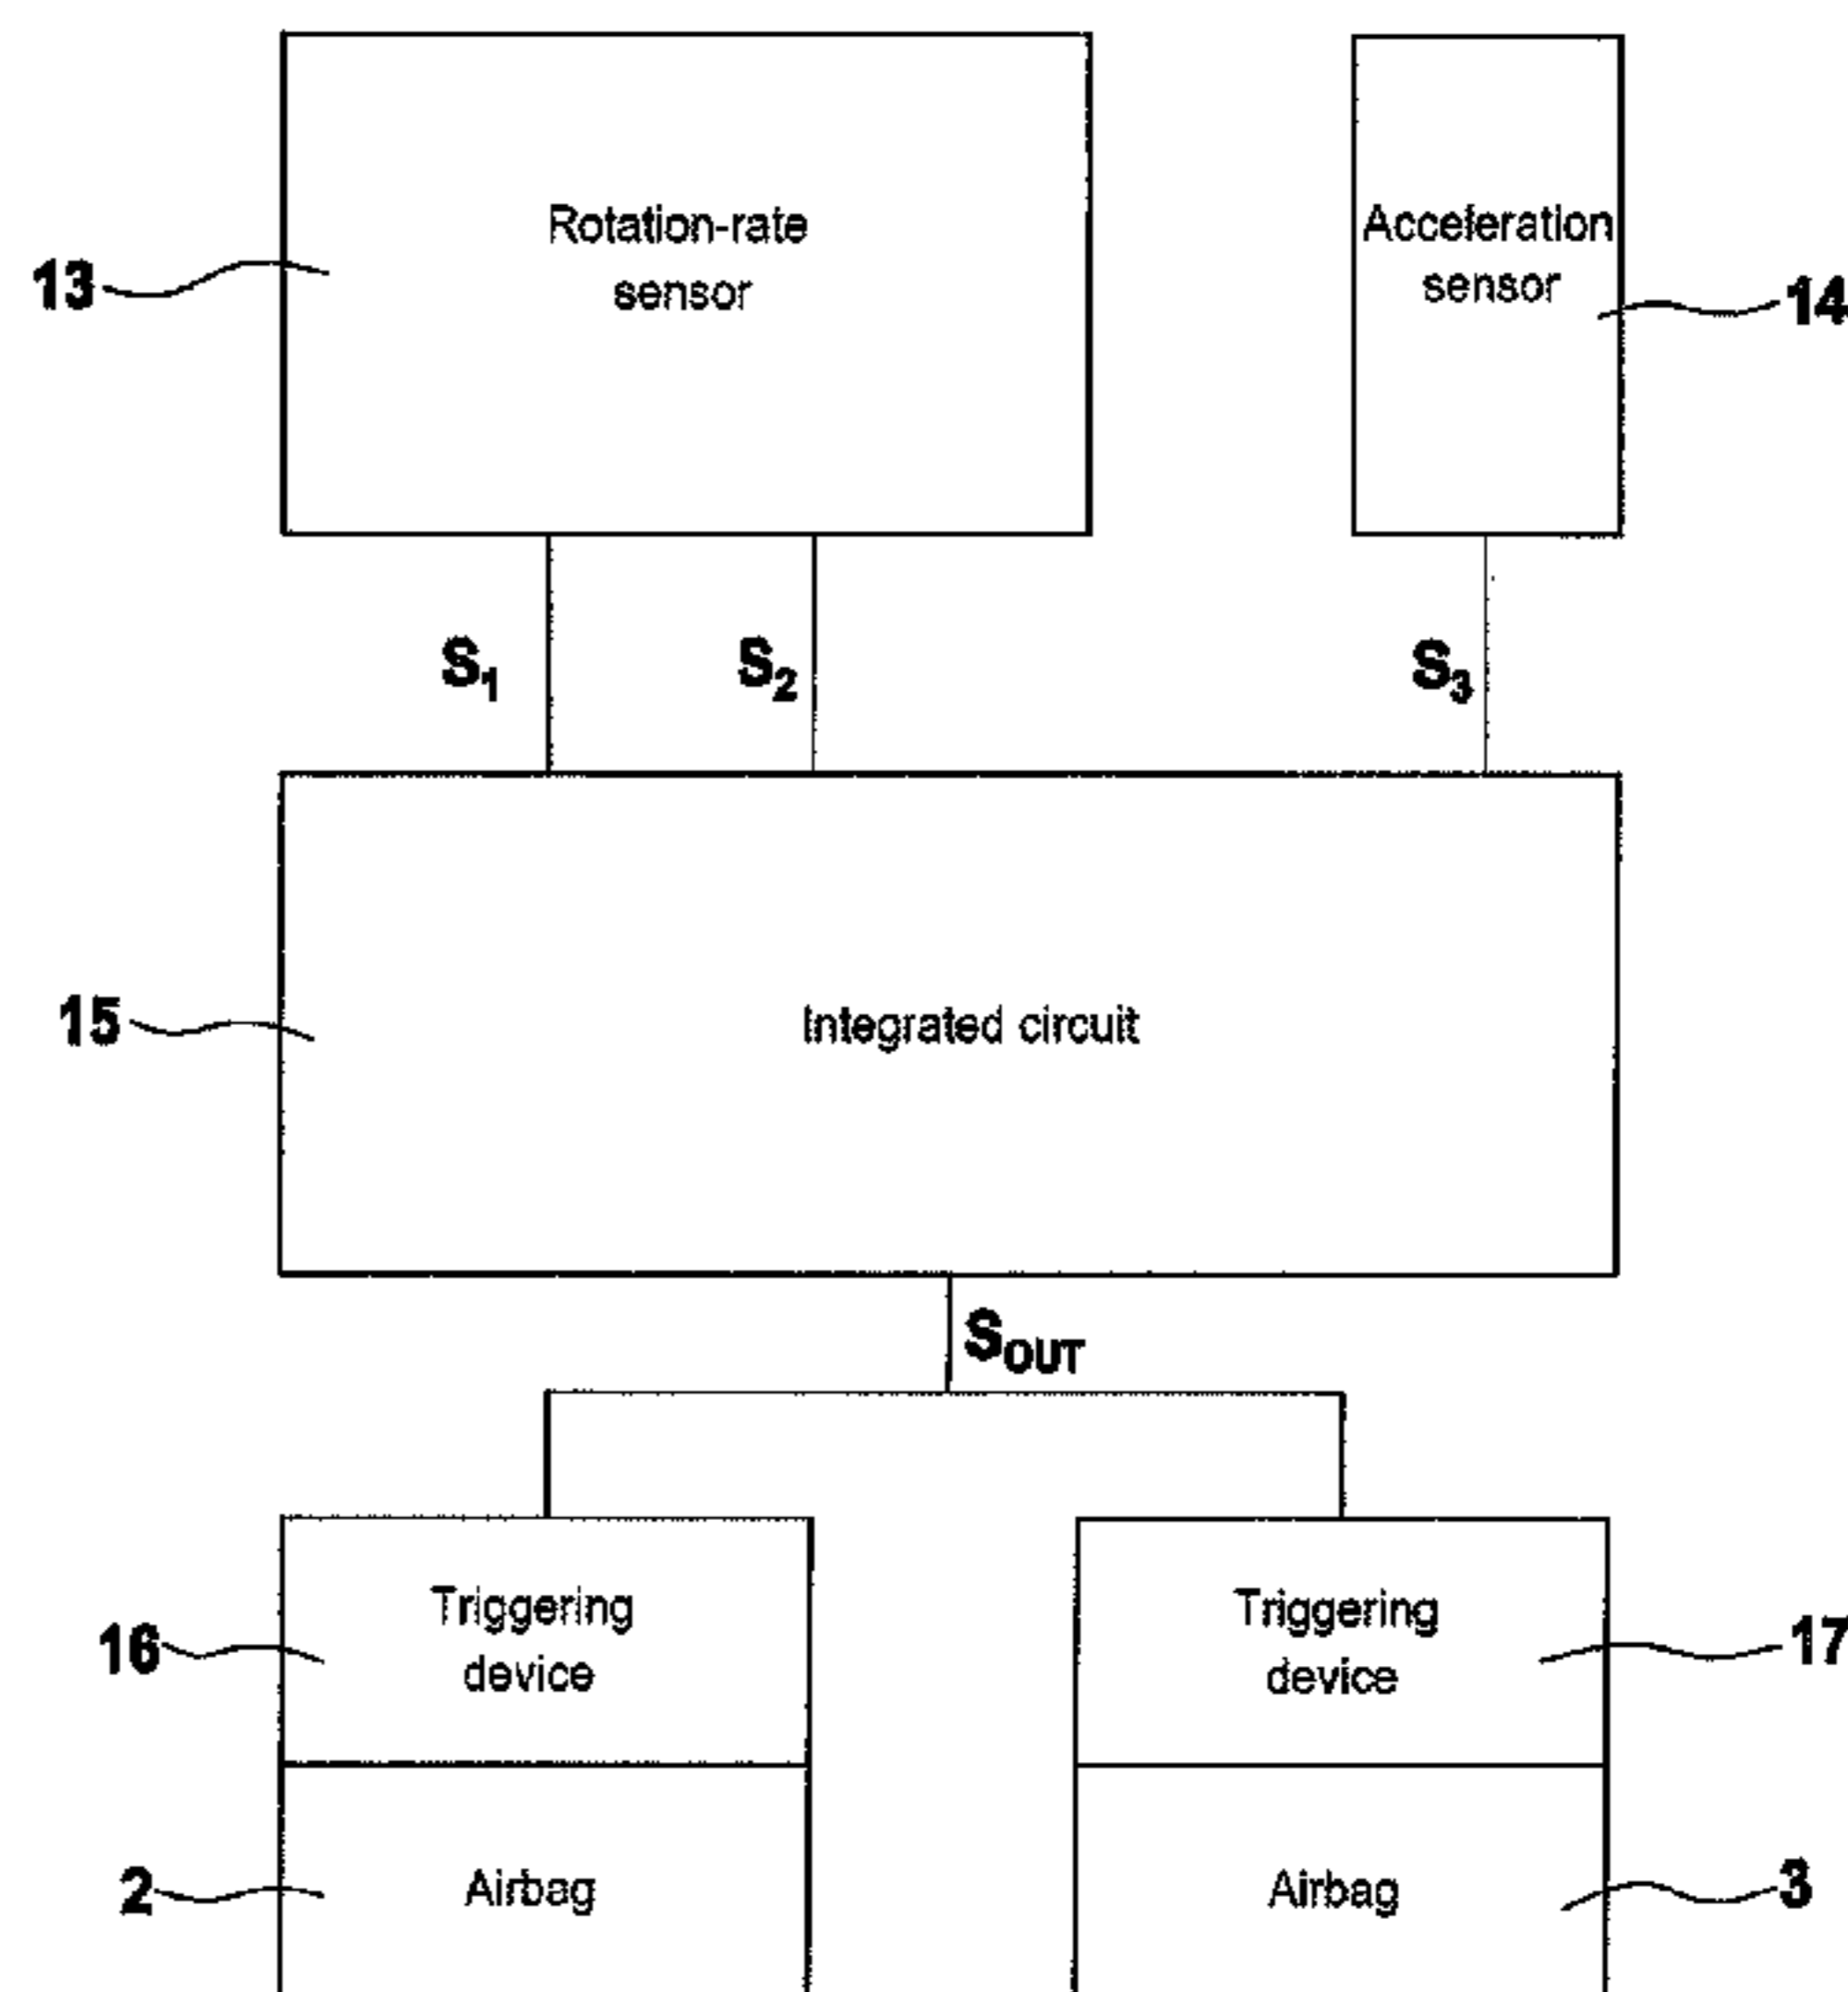 Rotation-rate
sensor
Acceleration
sensor
13
14
S1
S2
S3
15
Integrated circuit
SOUT
Triggering
device
Triggering
device
16
17
2
Airbag
Airbag
3